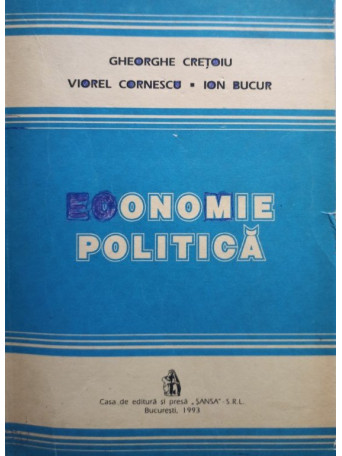 GHEORGHE CREȚOIU
VIOREL CORNESCU ▪ ION BUCUR
ECONOMIE
POLITICĂ
Casa de editură și presă „ȘANSA" S.R.L.
București, 1993